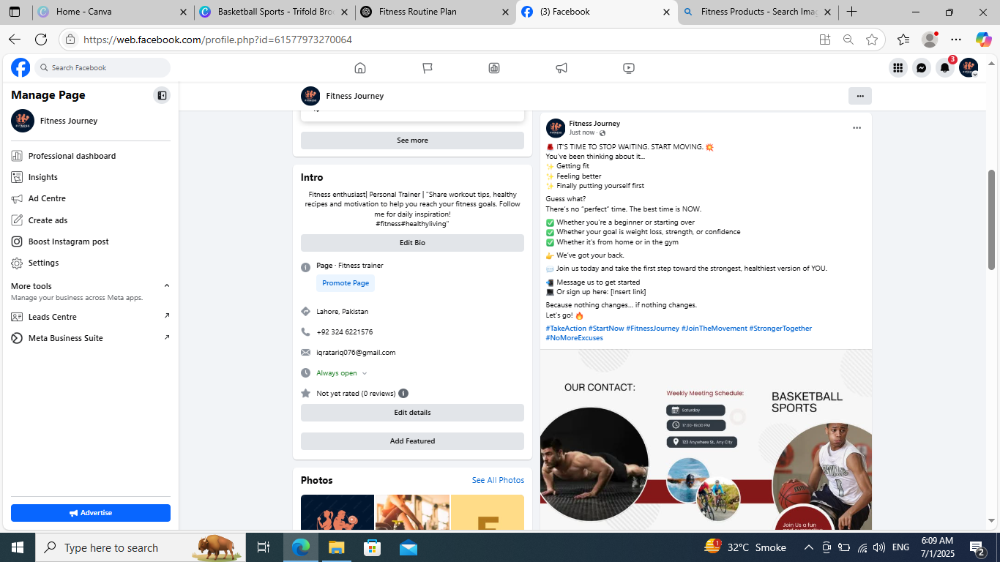 Home - Canva
Basketball Sports - Trifold Bro
Fitness Routine Plan
(3) Facebook
Fitness Products - Search Imag
https://web.facebook.com/profile.php?id=61577973270064
Search Facebook
3
Manage Page
Fitness Journey
Professional dashboard
Insights
Ad Centre
Create ads
Boost Instagram post
Settings
More tools
Manage your business across Meta apps.
Leads Centre
Meta Business Suite
Advertise
Fitness Journey
See more
Intro
Fitness enthusiast| Personal Trainer | "Share workout tips, healthy
recipes and motivation to help you reach your fitness goals. Follow
me for daily inspiration!
#fitness#healthyliving"
Edit Bio
Page · Fitness trainer
Promote Page
Lahore, Pakistan
+92 324 6221576
iqratariq076@gmail.com
Always open
Not yet rated (0 reviews)
Edit details
Add Featured
Photos
See All Photos
FITNESS
Fitness Journey
Just now ·
IT'S TIME TO STOP WAITING. START MOVING.
You've been thinking about it…
Getting fit
Feeling better
Finally putting yourself first
Guess what?
There's no "perfect" time. The best time is NOW.
Whether you're a beginner or starting over
Whether your goal is weight loss, strength, or confidence
Whether it's from home or in the gym
We've got your back.
Join us today and take the first step toward the strongest, healthiest version of YOU.
Message us to get started
Or sign up here: [Insert link]
Because nothing changes… if nothing changes.
Let's go!
#TakeAction #StartNow #FitnessJourney #JoinTheMovement #StrongerTogether
#NoMoreExcuses
OUR CONTACT:
Weekly Meeting Schedule:
Saturday
17.00-19.00 PM
123 Anywhere St., Any City
BASKETBALL
SPORTS
Join Us a fun
Type here to search
32°C Smoke
ENG
6:09 AM
7/1/2025
2